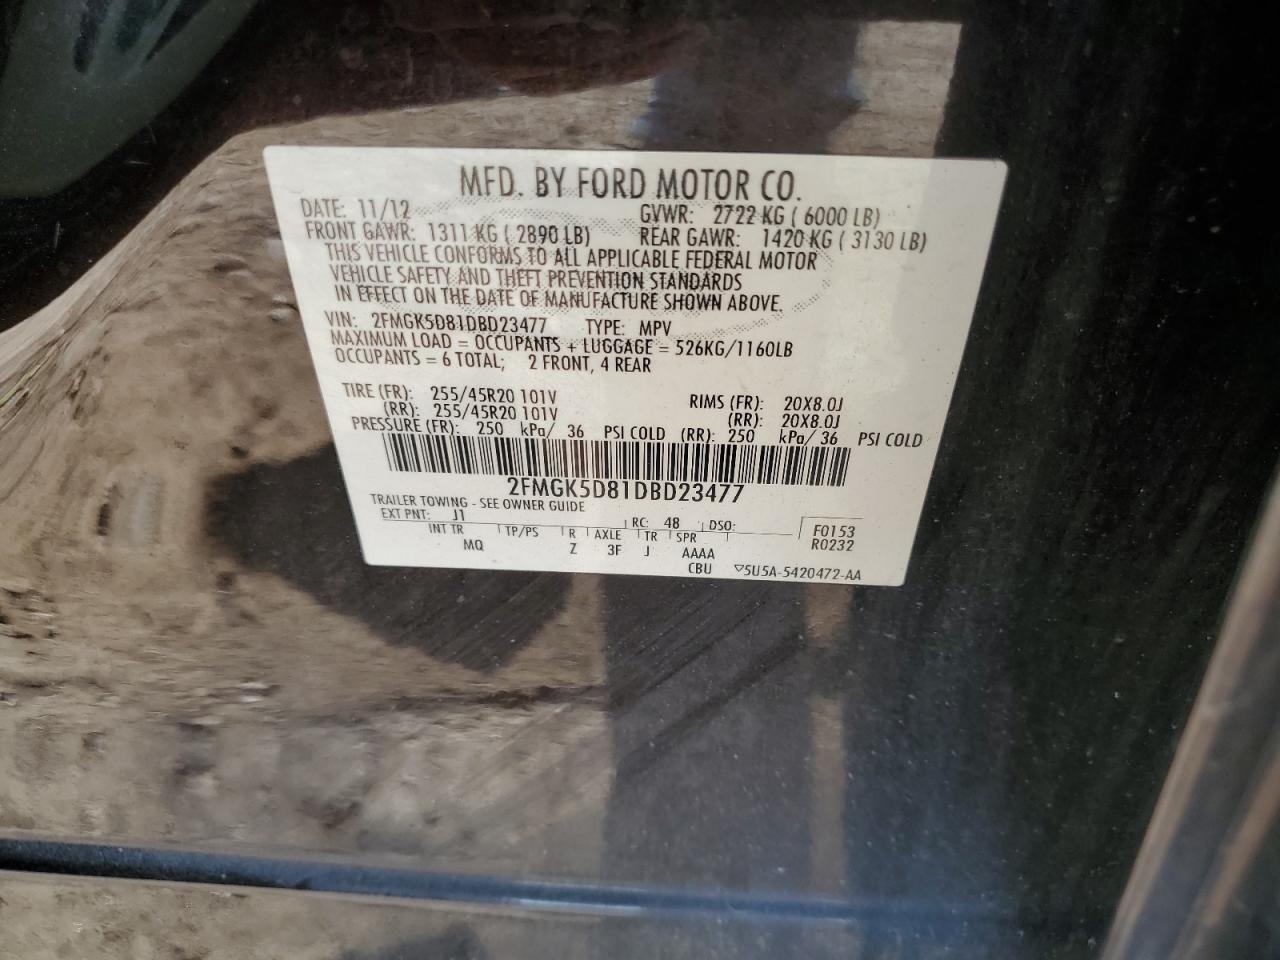 MFD. BY FORD MOTOR CO.
DATE: 11/12 GVWR: 2722 KG ( 6000 LB)
FRONT GAWR: 1311 KG ( 2890 LB) REAR GAWR: 1420 KG ( 3130 LB)
THIS VEHICLE CONFORMS TO ALL APPLICABLE FEDERAL MOTOR
VEHICLE SAFETY AND THEFT PREVENTION STANDARDS
IN EFFECT ON THE DATE OF MANUFACTURE SHOWN ABOVE.
VIN: 2FMGK5D81DBD23477 TYPE: MPV
MAXIMUM LOAD = OCCUPANTS + LUGGAGE = 526KG/1160LB
OCCUPANTS = 6 TOTAL; 2 FRONT, 4 REAR
TIRE (FR): 255/45R20 101V RIMS (FR): 20X8.0J
(RR): 255/45R20 101V (RR): 20X8.0J
PRESSURE (FR): 250 kPa/ 36 PSI COLD (RR): 250 kPa/ 36 PSI COLD
2FMGK5D81DBD23477
TRAILER TOWING - SEE OWNER GUIDE
EXT PNT: J1 RC: 48 DSO: F0153
INT TR TP/PS R AXLE TR SPR R0232
MQ Z 3F J AAAA
CBU ▽5U5A-5420472-AA